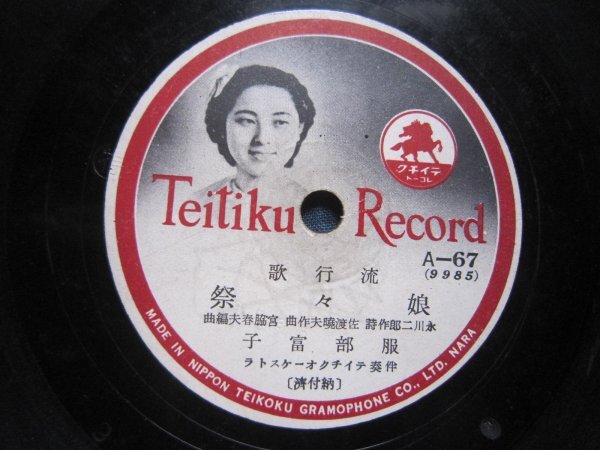 テイチク
レコード
Teitiku Record
A-67
(9985)
流行歌
娘々祭
永川二郎作詩 佐渡曉夫作曲 宮脇春夫編曲
服部富子
伴奏テイチクオーケストラ
〔納付濟〕
MADE IN NIPPON TEIKOKU GRAMOPHONE CO., LTD. NARA